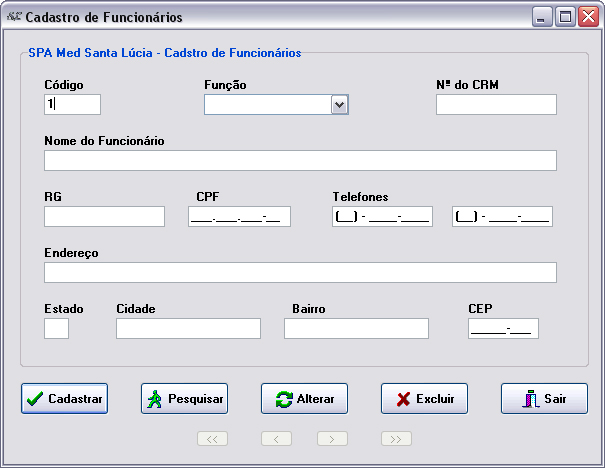 Cadastro de Funcionários
SPA Med Santa Lúcia - Cadstro de Funcionários
Código Função Nº do CRM
1
Nome do Funcionário
RG CPF Telefones
___.___.___-__ (__) - ____-____ (__) - ____-____
Endereço
Estado Cidade Bairro CEP
_____-___
Cadastrar Pesquisar Alterar Excluir Sair
<< < > >>